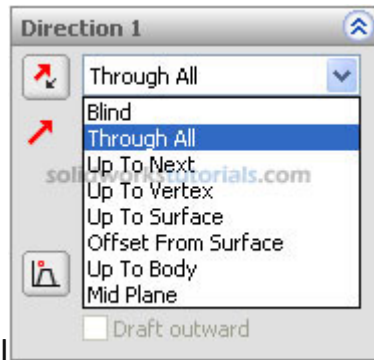 Direction 1
Through All
Blind
Through All
Up To Next
solidworkstutorials.com
Up To Vertex
Up To Surface
Offset From Surface
Up To Body
Mid Plane
Draft outward